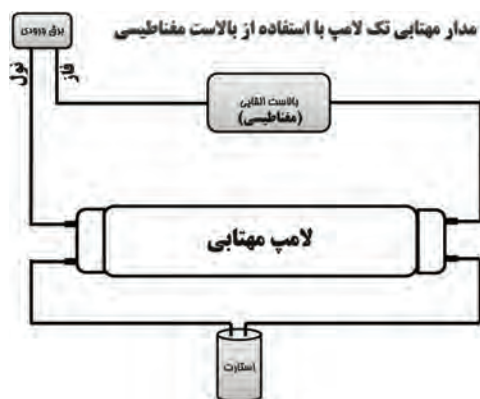 مدار مهتابی تک لامپ با استفاده از بالاست مغناطیسی
برق ورودی
نول
فاز
بالاست القایی
(مغناطیسی)
لامپ مهتابی
استارت